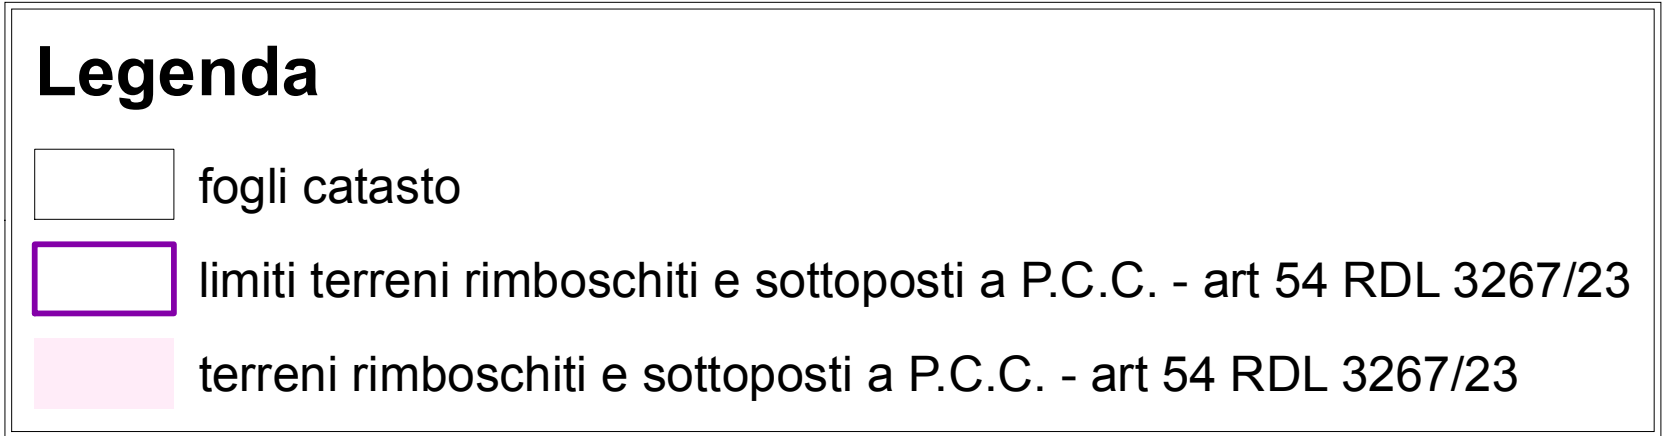 Legenda
fogli catasto
limiti terreni rimboschiti e sottoposti a P.C.C. - art 54 RDL 3267/23
terreni rimboschiti e sottoposti a P.C.C. - art 54 RDL 3267/23